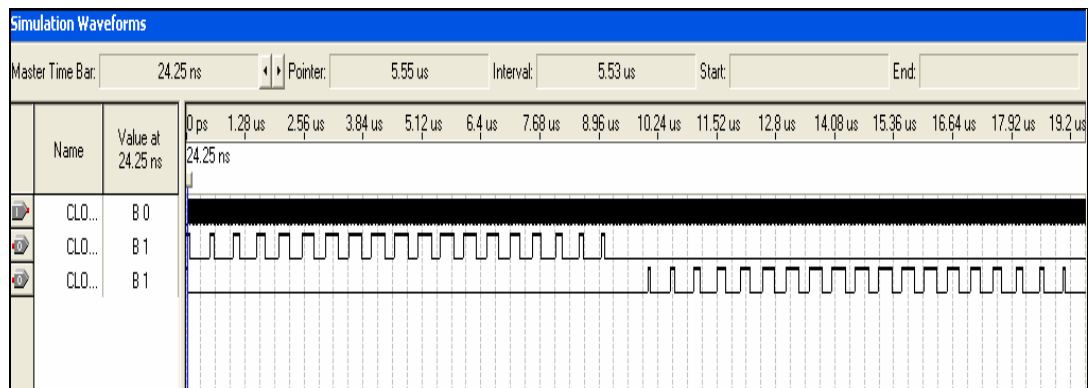 Simulation Waveforms
Master Time Bar: 24.25 ns Pointer: 5.55 us Interval: 5.53 us Start: End:
Name Value at 24.25 ns 0 ps 1.28 us 2.56 us 3.84 us 5.12 us 6.4 us 7.68 us 8.96 us 10.24 us 11.52 us 12.8 us 14.08 us 15.36 us 16.64 us 17.92 us 19.2 us
24.25 ns
CLO... B 0
CLO... B 1
CLO... B 1